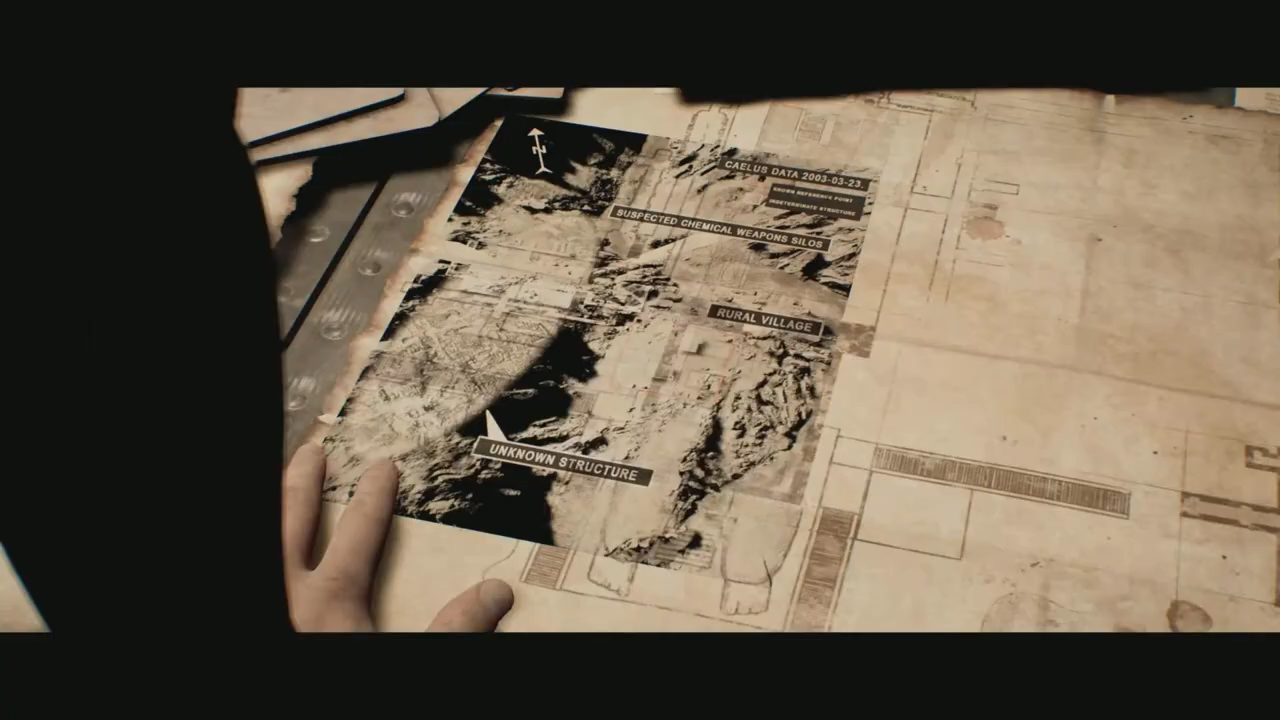 N
CAELUS DATA 2003-03-23.
KNOWN REFERENCE POINT
INDETERMINATE STRUCTURE
SUSPECTED CHEMICAL WEAPONS SILOS
RURAL VILLAGE
UNKNOWN STRUCTURE